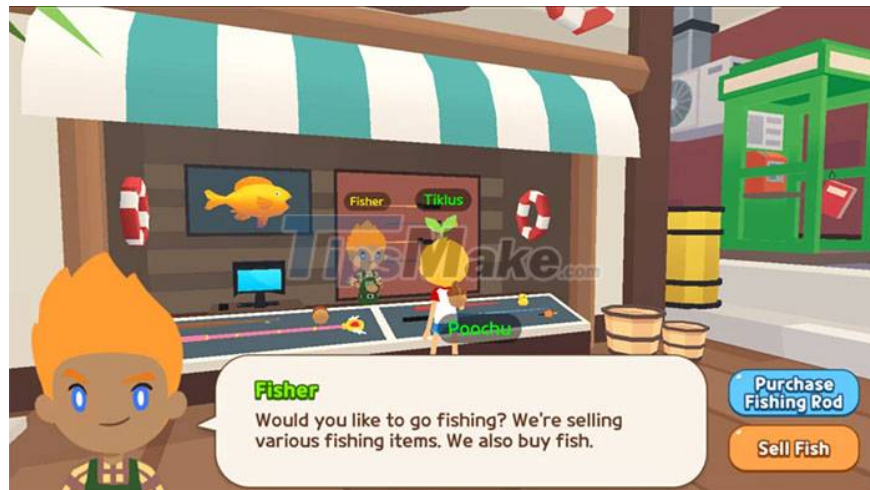 Fisher
Tiklus
TipsMake.com
Poochu
Fisher
Would you like to go fishing? We're selling
various fishing items. We also buy fish.
Purchase
Fishing Rod
Sell Fish